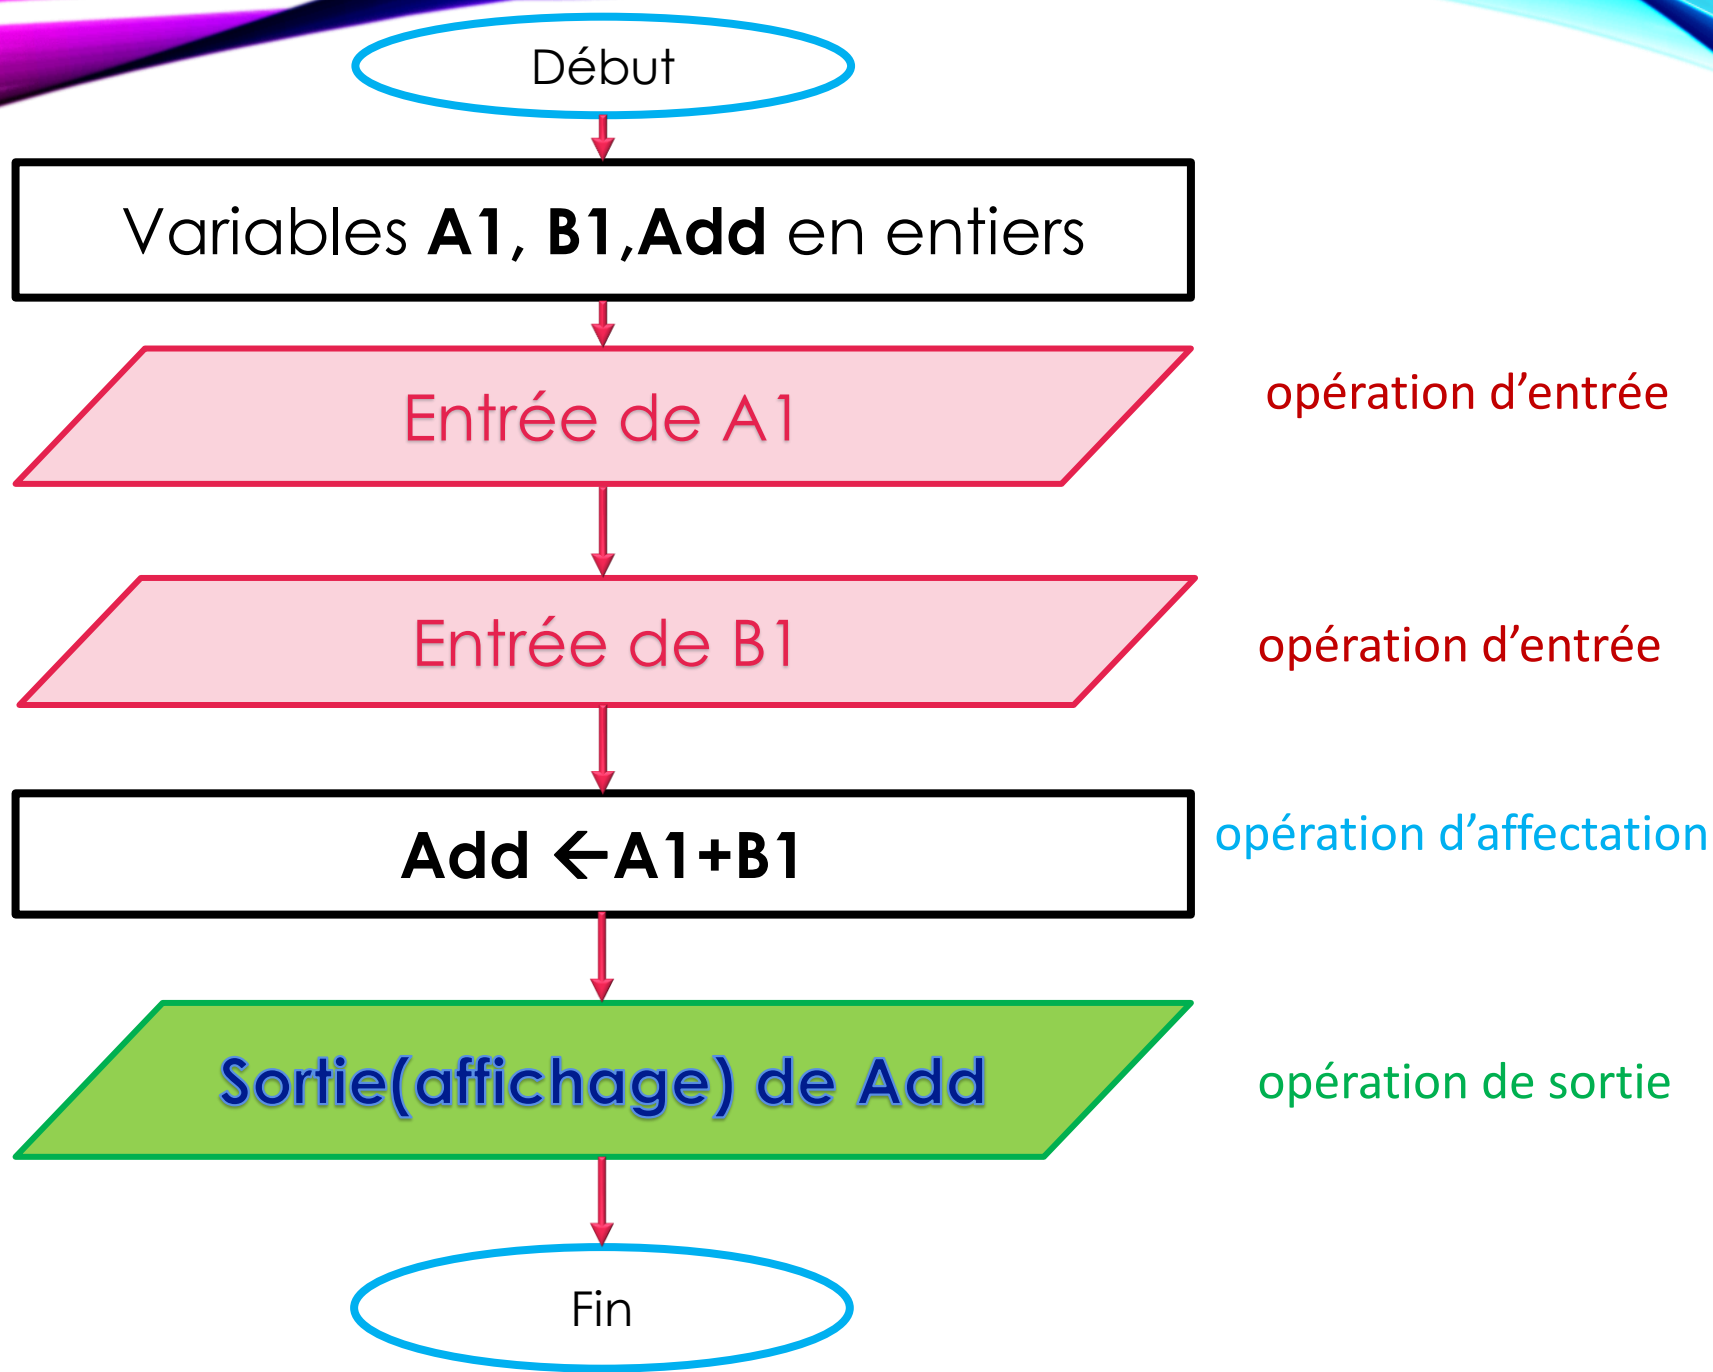 Début
Variables A1, B1,Add en entiers
Entrée de A1
opération d’entrée
Entrée de B1
opération d’entrée
Add ←A1+B1
opération d’affectation
Sortie(affichage) de Add
opération de sortie
Fin